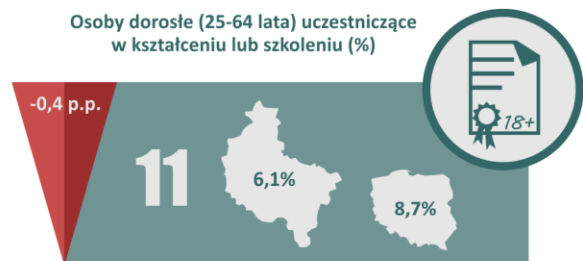 Osoby dorosłe (25-64 lata) uczestniczące
w kształceniu lub szkoleniu (%)
-0,4 p.p.
11
6,1%
8,7%
18+